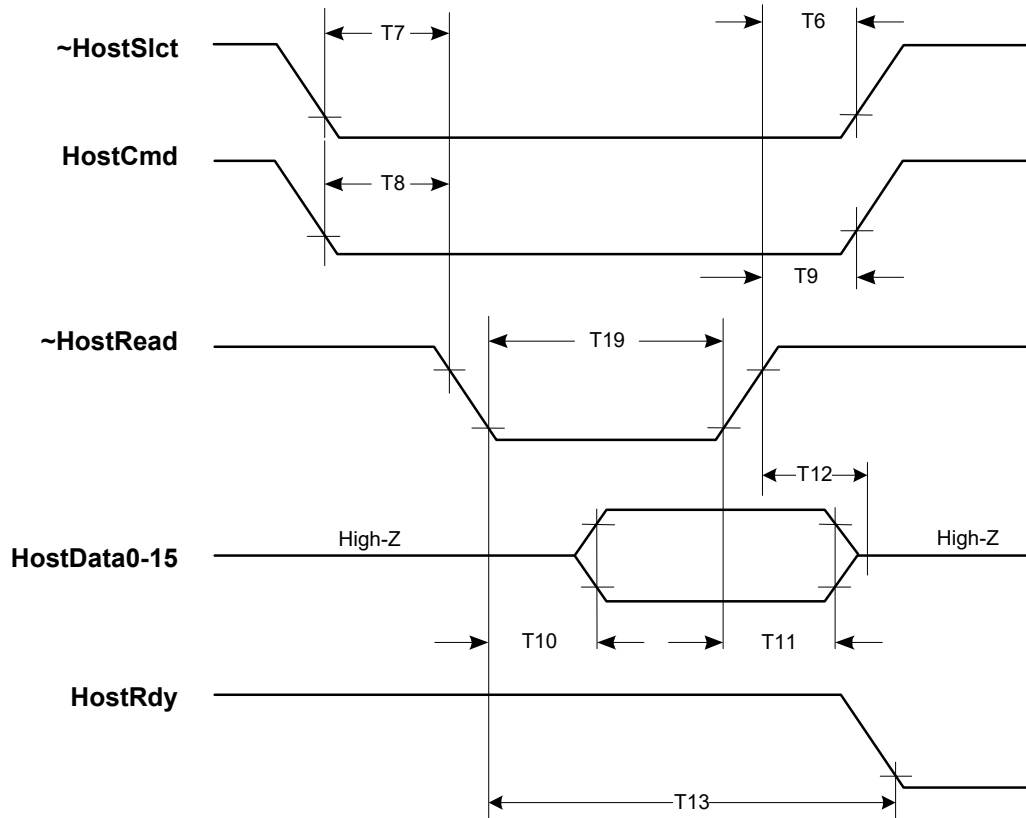 ~HostSlct
T7
T6
HostCmd
T8
T9
~HostRead
T19
T12
HostData0-15
High-Z
High-Z
T10
T11
HostRdy
T13